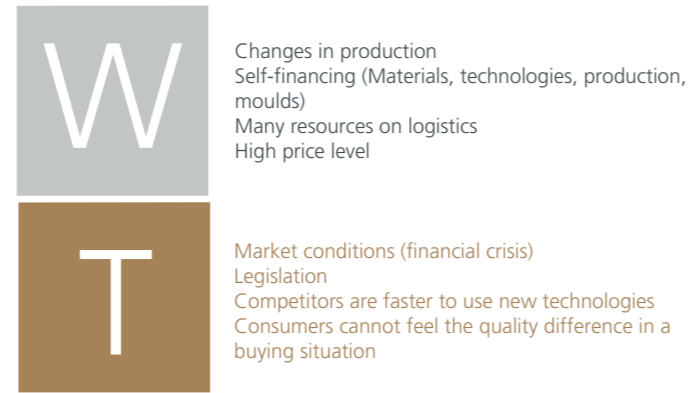 W
Changes in production
Self-financing (Materials, technologies, production,
moulds)
Many resources on logistics
High price level
T
Market conditions (financial crisis)
Legislation
Competitors are faster to use new technologies
Consumers cannot feel the quality difference in a
buying situation